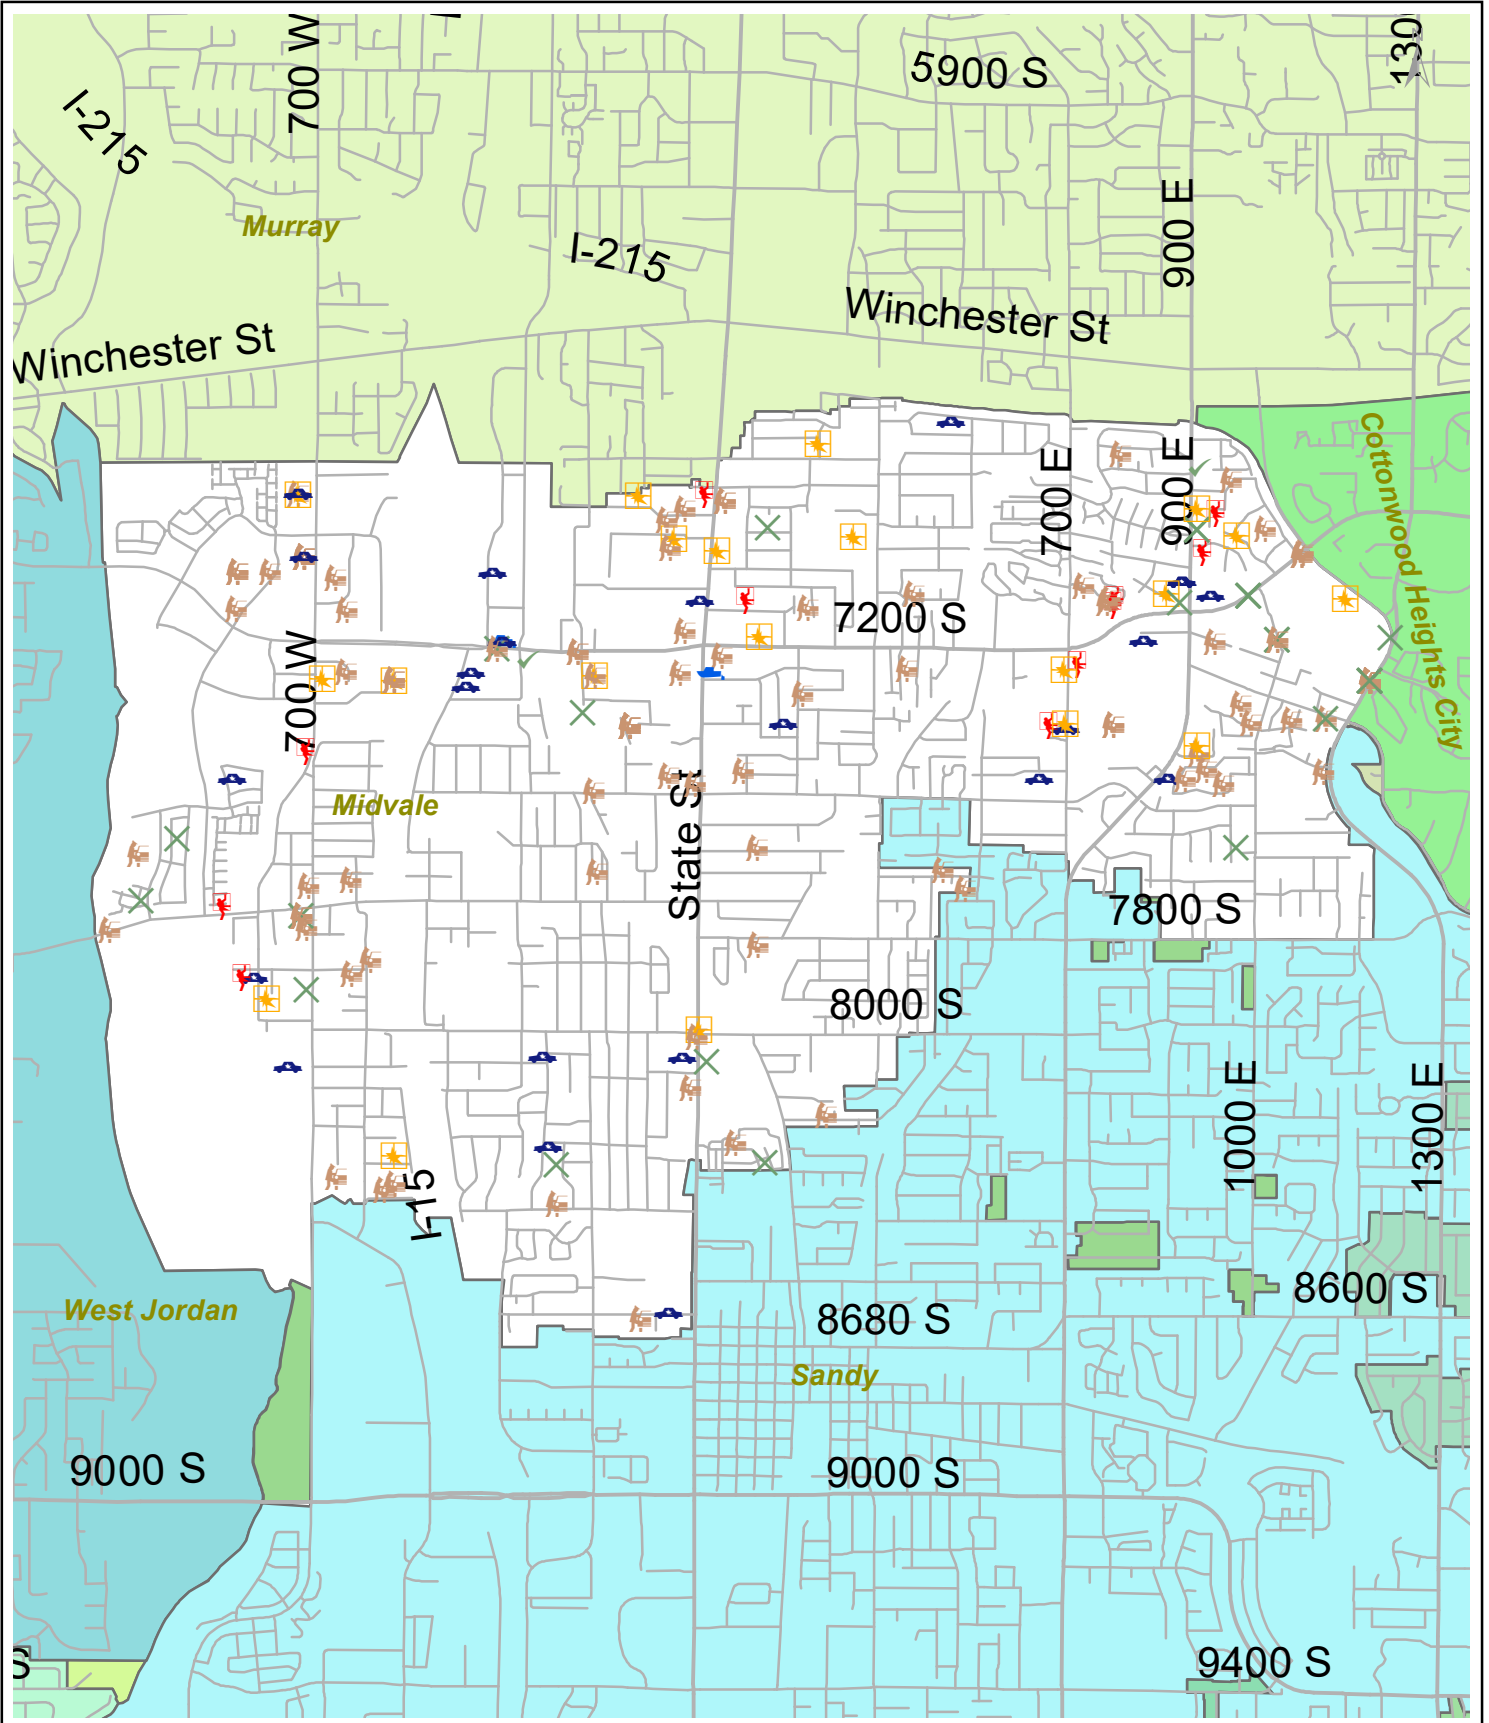 700 W
5900 S
130
I-215
900 E
Murray
I-215
Winchester St
Winchester St
Cottonwood Heights City
700 E
900 E
7200 S
700 W
Midvale
State St
7800 S
8000 S
1000 E
1300 E
I-15
8600 S
West Jordan
8680 S
Sandy
9000 S
9000 S
S
9400 S